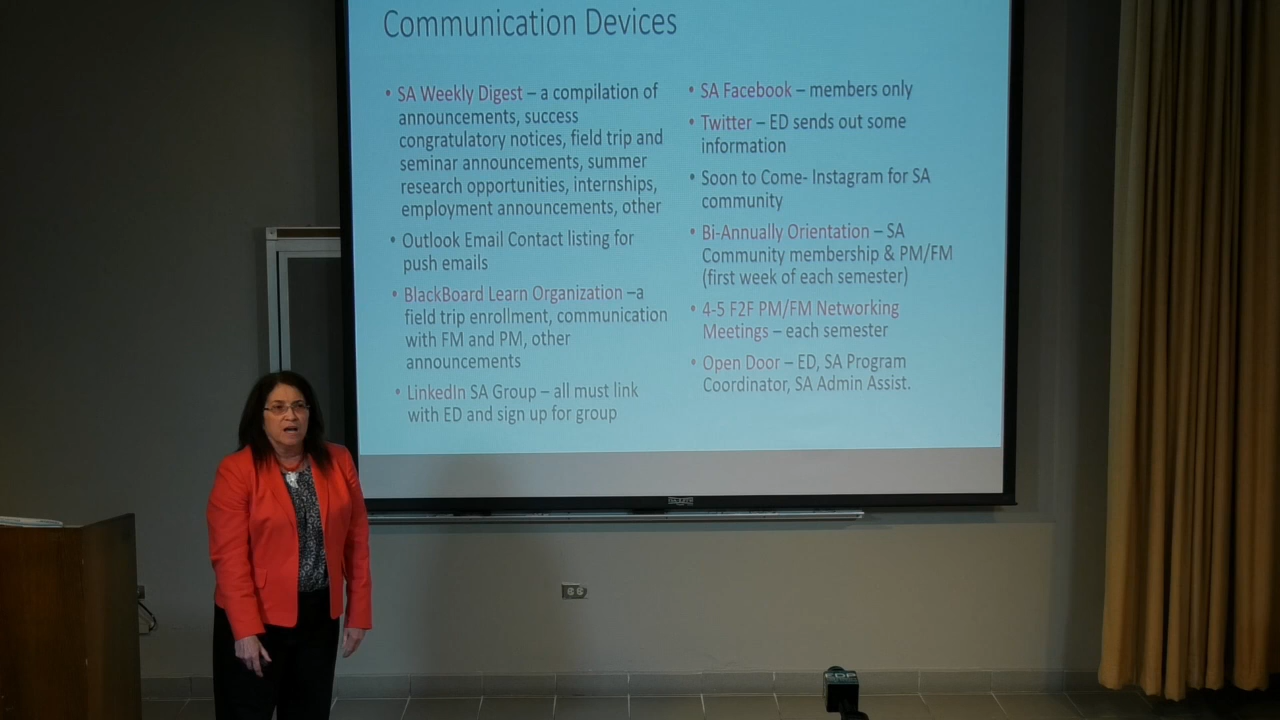 Communication Devices
• SA Weekly Digest – a compilation of
announcements, success
congratulatory notices, field trip and
seminar announcements, summer
research opportunities, internships,
employment announcements, other
• Outlook Email Contact listing for
push emails
• BlackBoard Learn Organization –a
field trip enrollment, communication
with FM and PM, other
announcements
• LinkedIn SA Group – all must link
with ED and sign up for group
• SA Facebook – members only
• Twitter – ED sends out some
information
• Soon to Come- Instagram for SA
community
• Bi-Annually Orientation – SA
Community membership & PM/FM
(first week of each semester)
• 4-5 F2F PM/FM Networking
Meetings – each semester
• Open Door – ED, SA Program
Coordinator, SA Admin Assist.